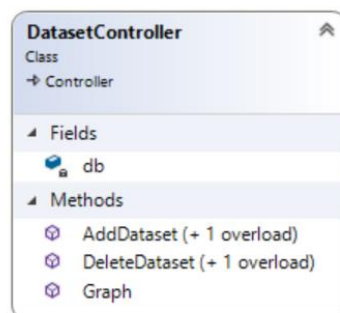 DatasetController
Class
Controller
Fields
db
Methods
AddDataset (+ 1 overload)
DeleteDataset (+ 1 overload)
Graph